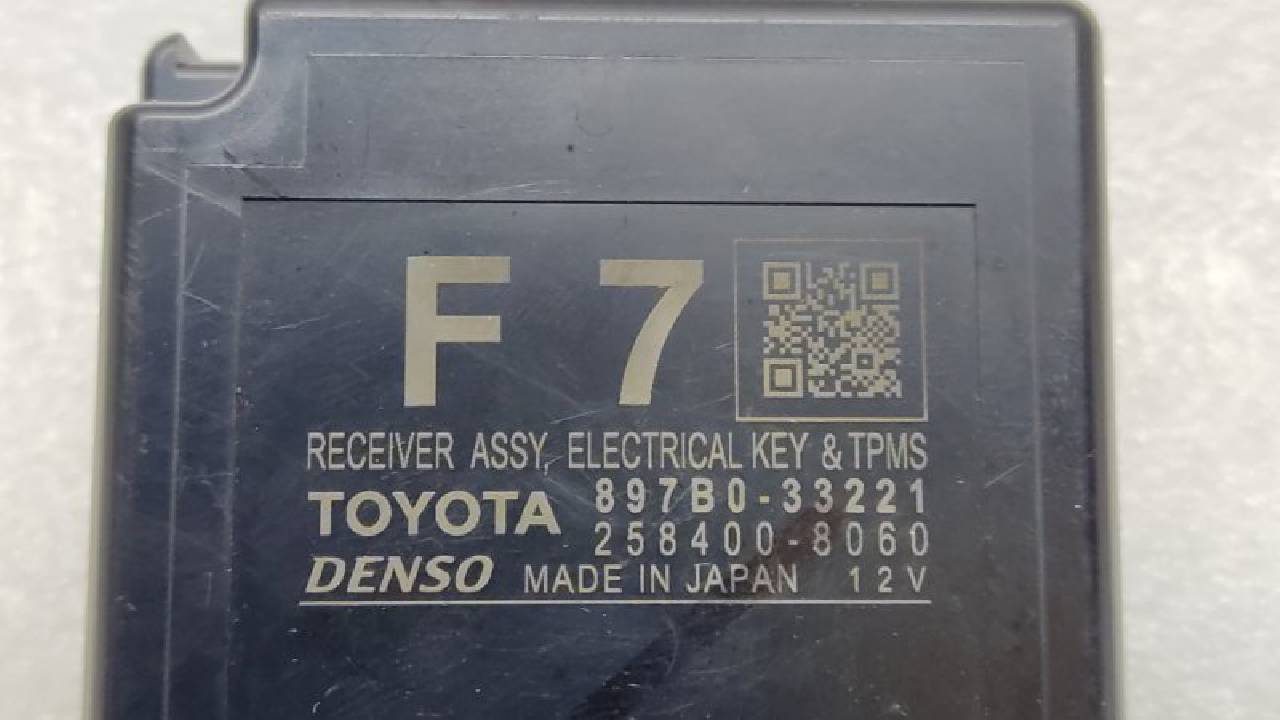 F 7
RECEIVER ASSY, ELECTRICAL KEY & TPMS
TOYOTA 897B0-33221
258400-8060
DENSO MADE IN JAPAN 12V